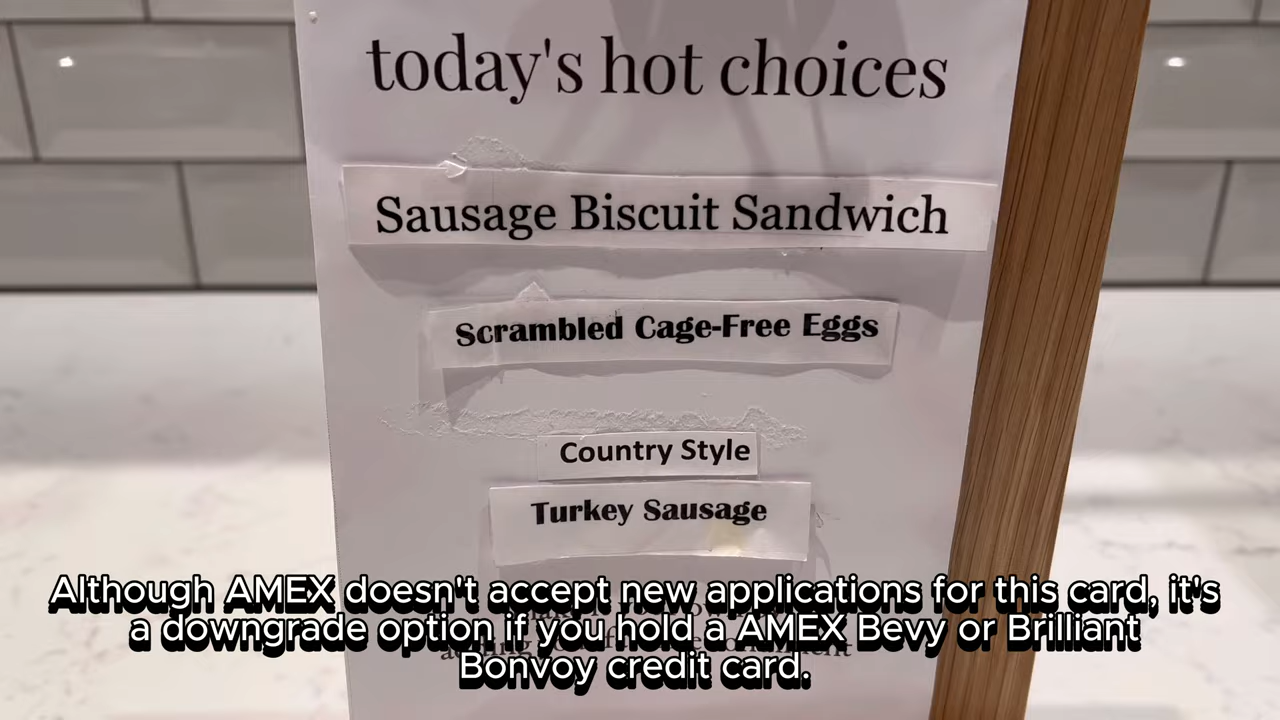 today's hot choices
Sausage Biscuit Sandwich
Scrambled Cage-Free Eggs
Country Style
Turkey Sausage
Although AMEX doesn't accept new applications for this card, it's
a downgrade option if you hold a AMEX Bevy or Brilliant
Bonvoy credit card.